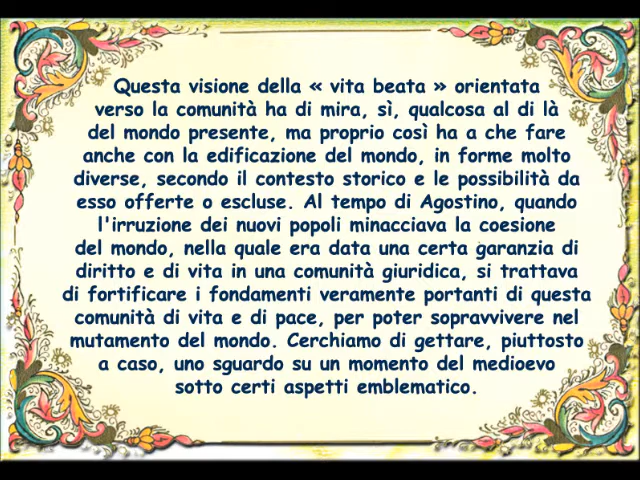 Questa visione della « vita beata » orientata
verso la comunità ha di mira, sì, qualcosa al di là
del mondo presente, ma proprio così ha a che fare
anche con la edificazione del mondo, in forme molto
diverse, secondo il contesto storico e le possibilità da
esso offerte o escluse. Al tempo di Agostino, quando
l'irruzione dei nuovi popoli minacciava la coesione
del mondo, nella quale era data una certa garanzia di
diritto e di vita in una comunità giuridica, si trattava
di fortificare i fondamenti veramente portanti di questa
comunità di vita e di pace, per poter sopravvivere nel
mutamento del mondo. Cerchiamo di gettare, piuttosto
a caso, uno sguardo su un momento del medioevo
sotto certi aspetti emblematico.